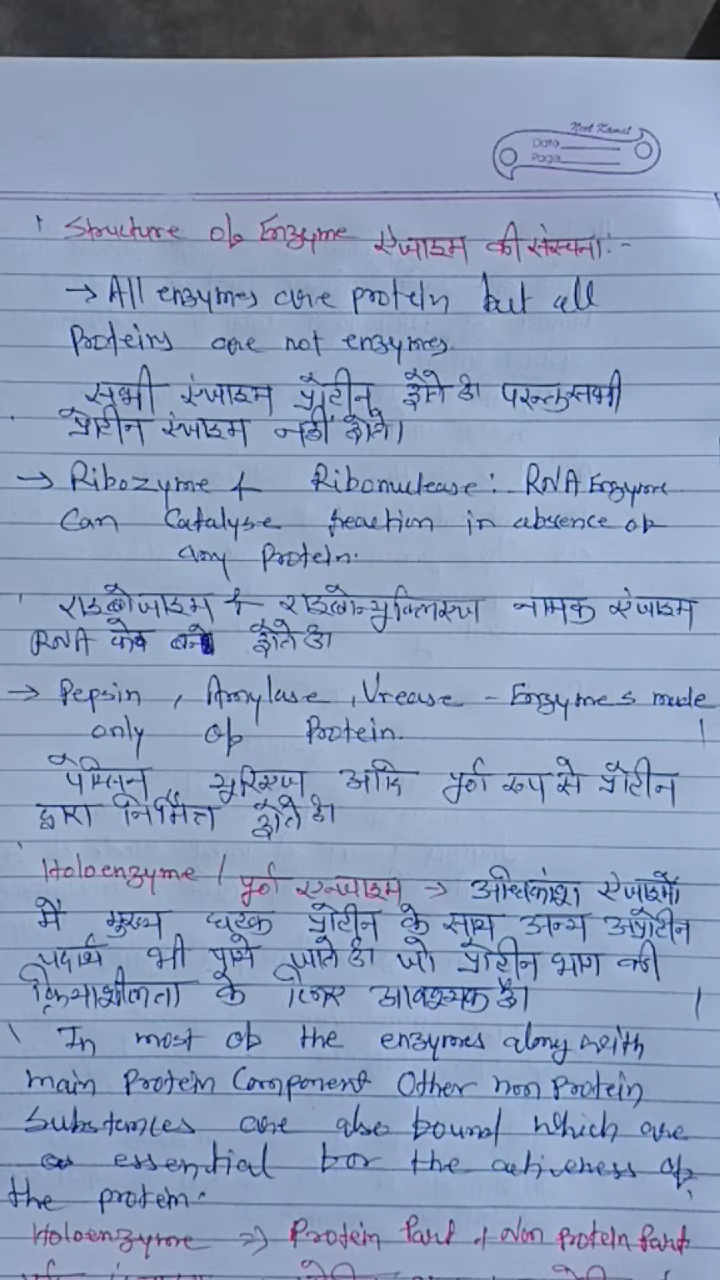 Neel Kamal
Date
Page
Structure of Enzyme एंजाइम की संरचना:-
→ All enzymes are protein but all
Proteins are not enzymes.
सभी एंजाइम प्रोटीन होते है परन्तु सभी
प्रोटीन एंजाइम नहीं होते।
→ Ribozyme & Ribonuclease: RNA Enzyme
Can Catalyse reaction in absence of
any Protein.
राइबोजाइम & राइबोन्युक्लिएज नामक एंजाइम
RNA के बने होते है।
→ Pepsin, Amylase, Urease - Enzymes made
only of Protein.
पेप्सिन, यूरिएज आदि पूर्ण रूप से प्रोटीन
द्वारा निर्मित होते है।
Holoenzyme / पूर्ण एन्जाइम → अधिकांश एंजाइमों
में मुख्य घटक प्रोटीन के साथ अन्य अप्रोटीन
पदार्थ भी पाये जाते है जो प्रोटीन भाग की
क्रियाशीलता के लिए आवश्यक है।
In most of the enzymes along with
main Protein Component Other non Protein
Substances are also bound which are
essential for the activeness of
the protein.
Holoenzyme => Protein Part + Non protein Part